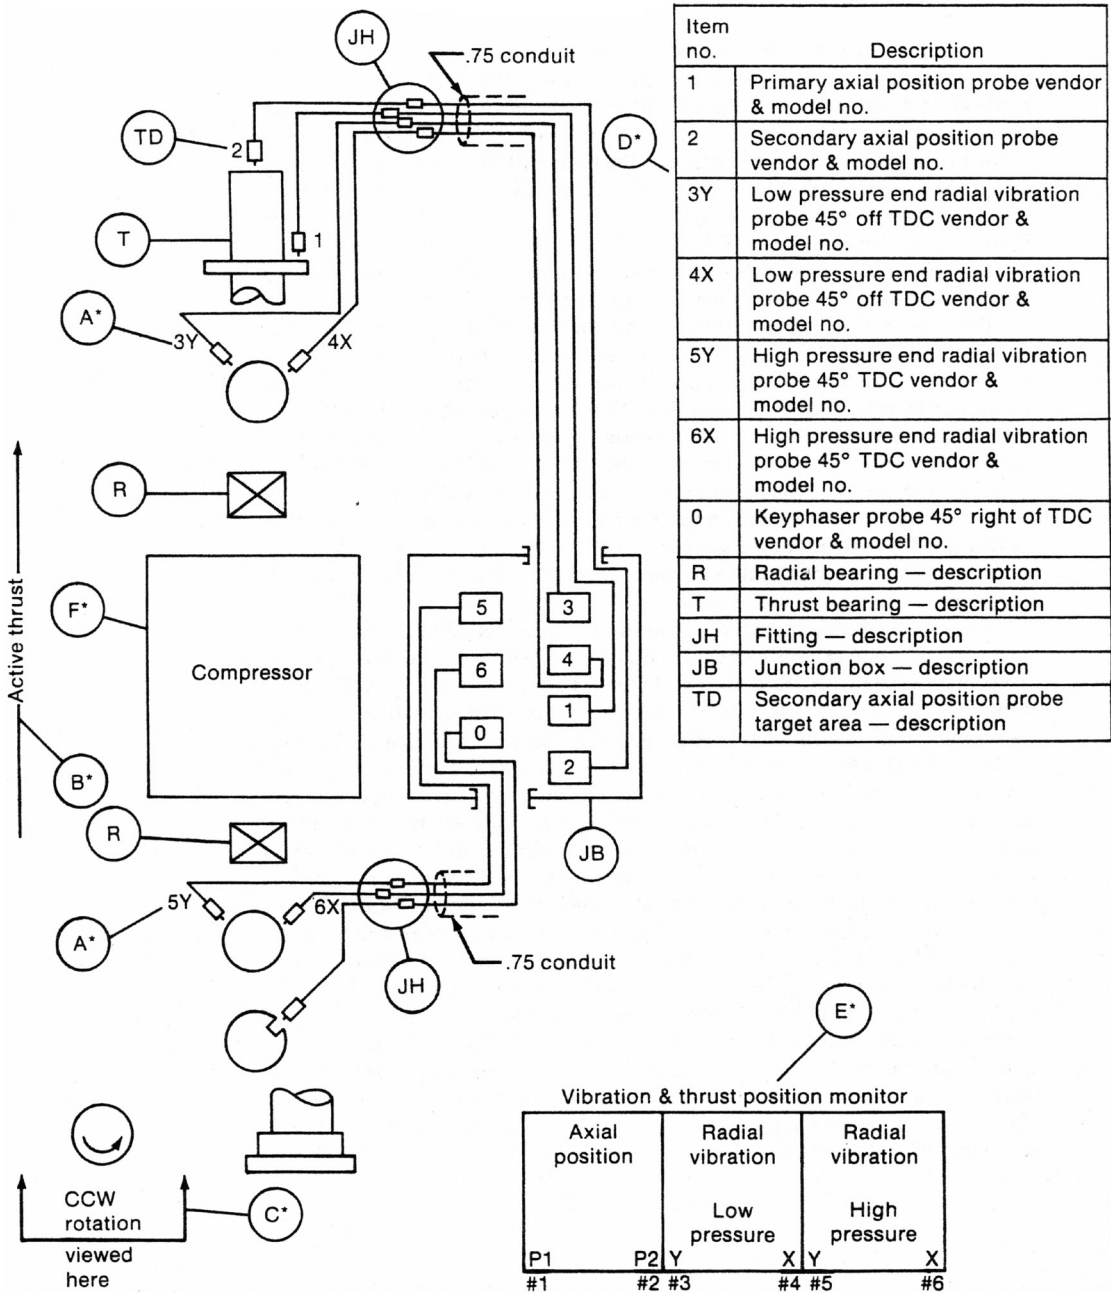 JH
.75 conduit
TD
2
D*
T
1
A*
3Y
4X
R
Active thrust
F*
Compressor
5
3
6
4
1
0
2
B*
R
JB
5Y
6X
A*
.75 conduit
JH
E*
CCW
rotation
viewed
here
C*
Item
no.
Description
1
Primary axial position probe vendor
& model no.
2
Secondary axial position probe
vendor & model no.
3Y
Low pressure end radial vibration
probe 45° off TDC vendor &
model no.
4X
Low pressure end radial vibration
probe 45° off TDC vendor &
model no.
5Y
High pressure end radial vibration
probe 45° TDC vendor &
model no.
6X
High pressure end radial vibration
probe 45° TDC vendor &
model no.
0
Keyphaser probe 45° right of TDC
vendor & model no.
R
Radial bearing — description
T
Thrust bearing — description
JH
Fitting — description
JB
Junction box — description
TD
Secondary axial position probe
target area — description
Vibration & thrust position monitor
Axial
position
P1 P2
#1 #2
Radial
vibration
Low
pressure
Y X
#3 #4
Radial
vibration
High
pressure
Y X
#5 #6